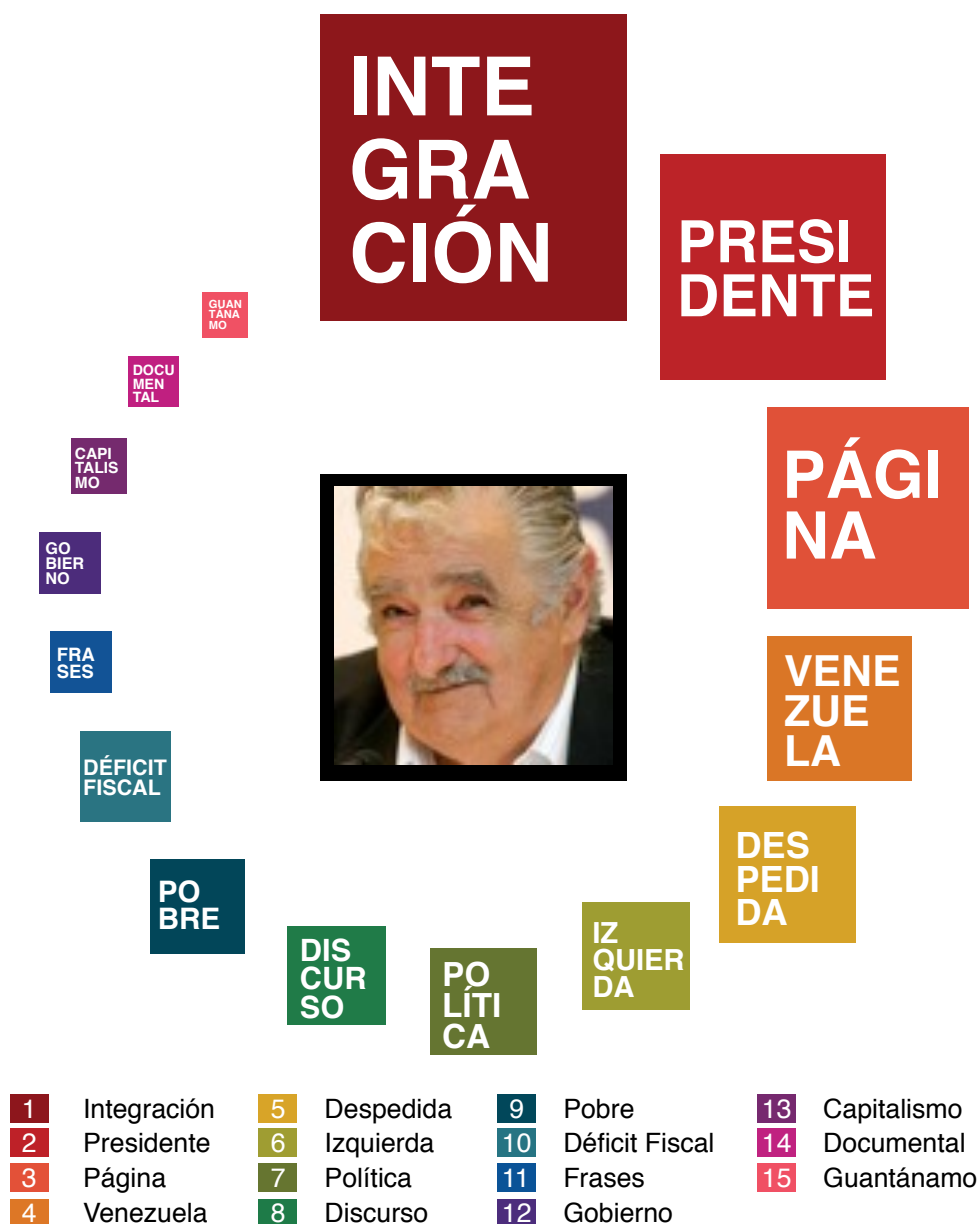 INTE
GRA
CIÓN
PRESI
DENTE
GUAN
TÁNA
MO
DOCU
MEN
TAL
CAPI
TALIS
MO
PÁGI
NA
GO
BIER
NO
FRA
SES
VENE
ZUE
LA
DÉFICIT
FISCAL
DES
PEDI
DA
PO
BRE
IZ
QUIER
DA
DIS
CUR
SO
PO
LÍTI
CA
1 Integración
2 Presidente
3 Página
4 Venezuela
5 Despedida
6 Izquierda
7 Política
8 Discurso
9 Pobre
10 Déficit Fiscal
11 Frases
12 Gobierno
13 Capitalismo
14 Documental
15 Guantánamo